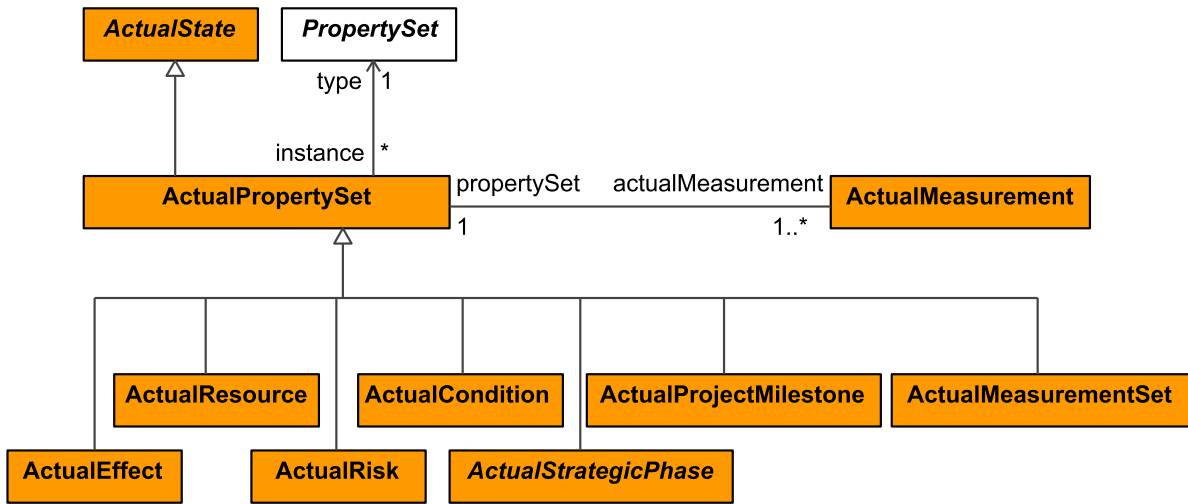 ActualState
PropertySet
type 1
instance *
ActualPropertySet
propertySet
actualMeasurement
ActualMeasurement
1
1..*
ActualResource
ActualCondition
ActualProjectMilestone
ActualMeasurementSet
ActualEffect
ActualRisk
ActualStrategicPhase